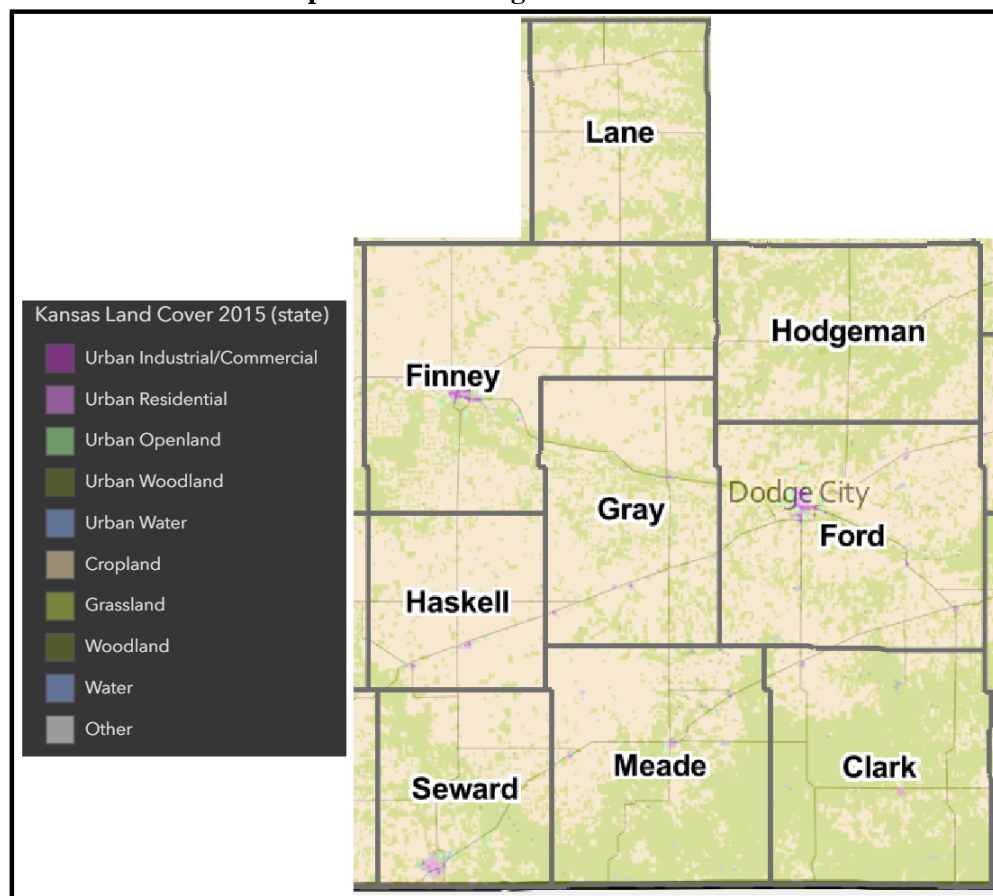 Lane
Hodgeman
Finney
Dodge City
Gray
Ford
Haskell
Meade
Clark
Seward
Kansas Land Cover 2015 (state)
Urban Industrial/Commercial
Urban Residential
Urban Openland
Urban Woodland
Urban Water
Cropland
Grassland
Woodland
Water
Other